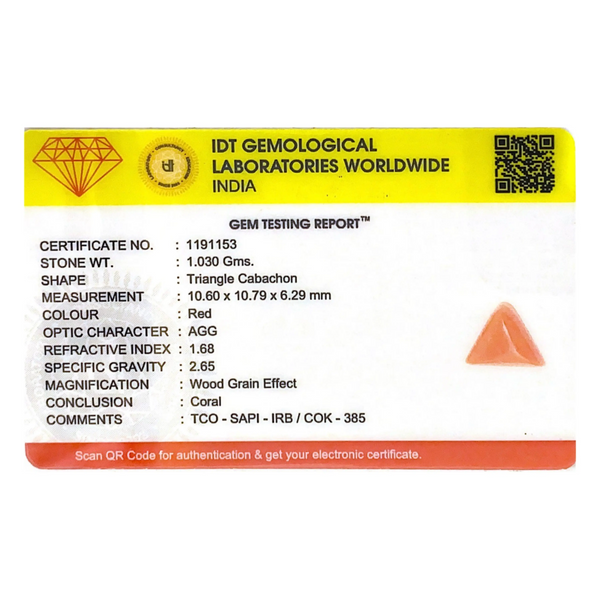 IDT GEMOLOGICAL
LABORATORIES WORLDWIDE
INDIA
GEM TESTING REPORT™
CERTIFICATE NO. : 1191153
STONE WT. : 1.030 Gms.
SHAPE : Triangle Cabachon
MEASUREMENT : 10.60 x 10.79 x 6.29 mm
COLOUR : Red
OPTIC CHARACTER : AGG
REFRACTIVE INDEX : 1.68
SPECIFIC GRAVITY : 2.65
MAGNIFICATION : Wood Grain Effect
CONCLUSION : Coral
COMMENTS : TCO - SAPI - IRB / COK - 385
Scan QR Code for authentication & get your electronic certificate.